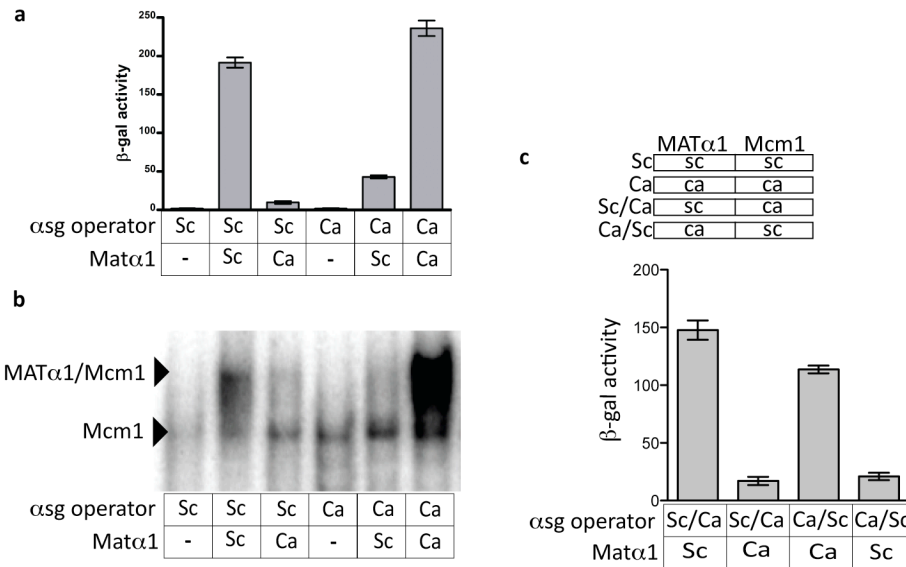 a
250
200
150
100
50
0
β-gal activity
αsg operator Sc Sc Sc Ca Ca Ca
Matα1 - Sc Ca - Sc Ca
b
MATα1/Mcm1
Mcm1
αsg operator Sc Sc Sc Ca Ca Ca
Matα1 - Sc Ca - Sc Ca
c
MATα1 Mcm1
Sc sc sc
Ca ca ca
Sc/Ca sc ca
Ca/Sc ca sc
200
150
100
50
0
β-gal activity
αsg operator Sc/Ca Sc/Ca Ca/Sc Ca/Sc
Matα1 Sc Ca Ca Sc